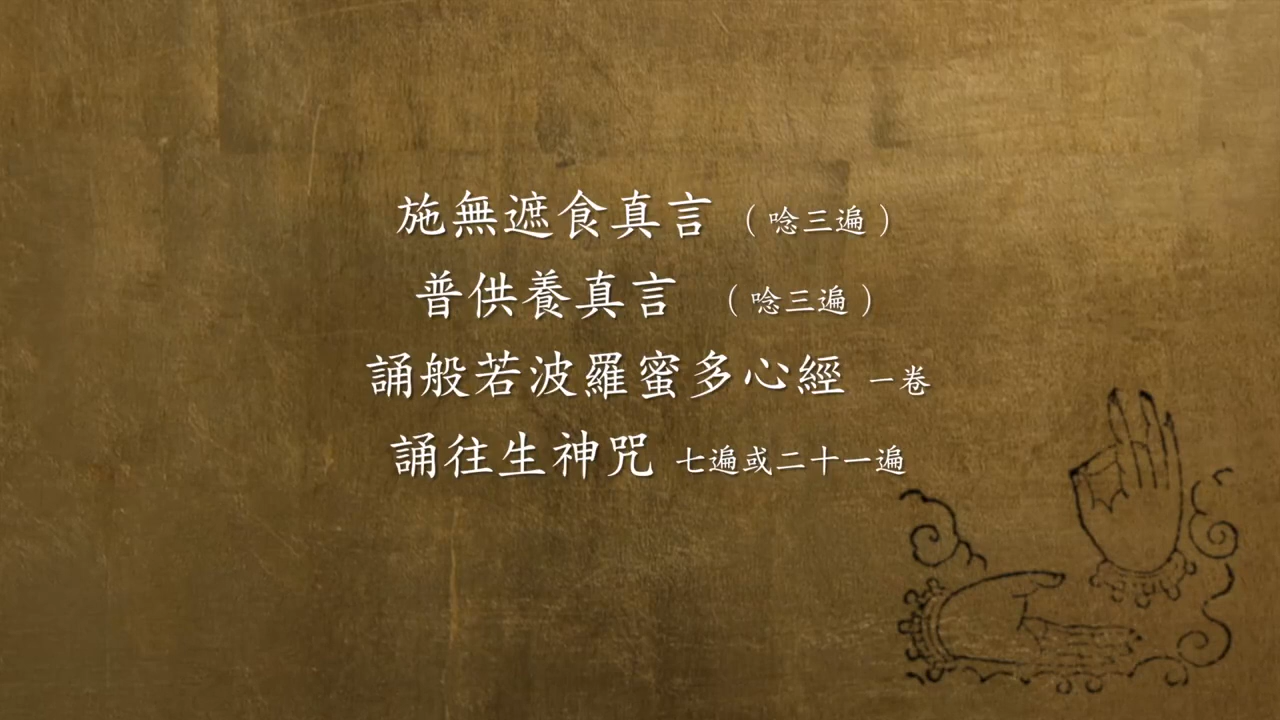 施無遮食真言 （唸三遍）
普供養真言 （唸三遍）
誦般若波羅蜜多心經 一卷
誦往生神咒 七遍或二十一遍